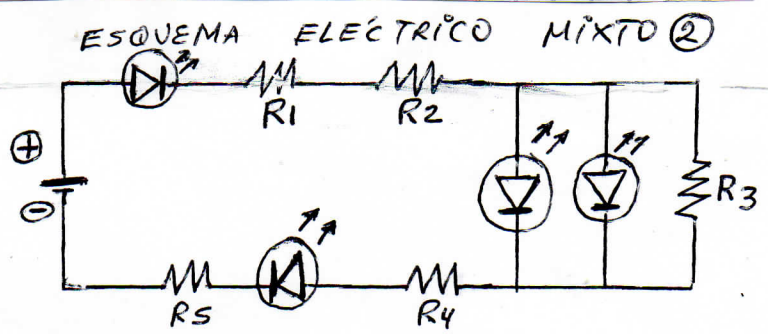 ESQUEMA ELÉCTRICO MIXTO 2
R1 R2
+
-
R3
R5 R4